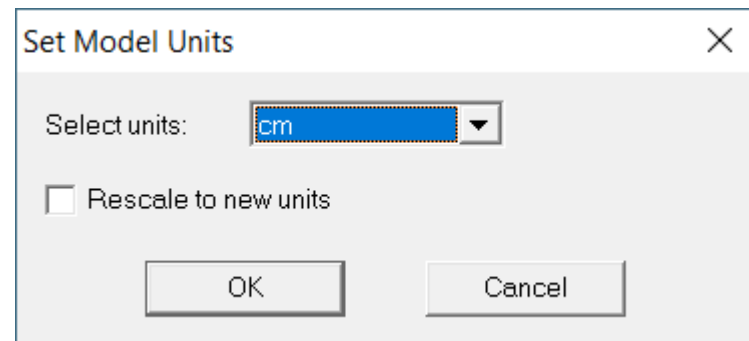 Set Model Units
Select units: cm
Rescale to new units
OK Cancel